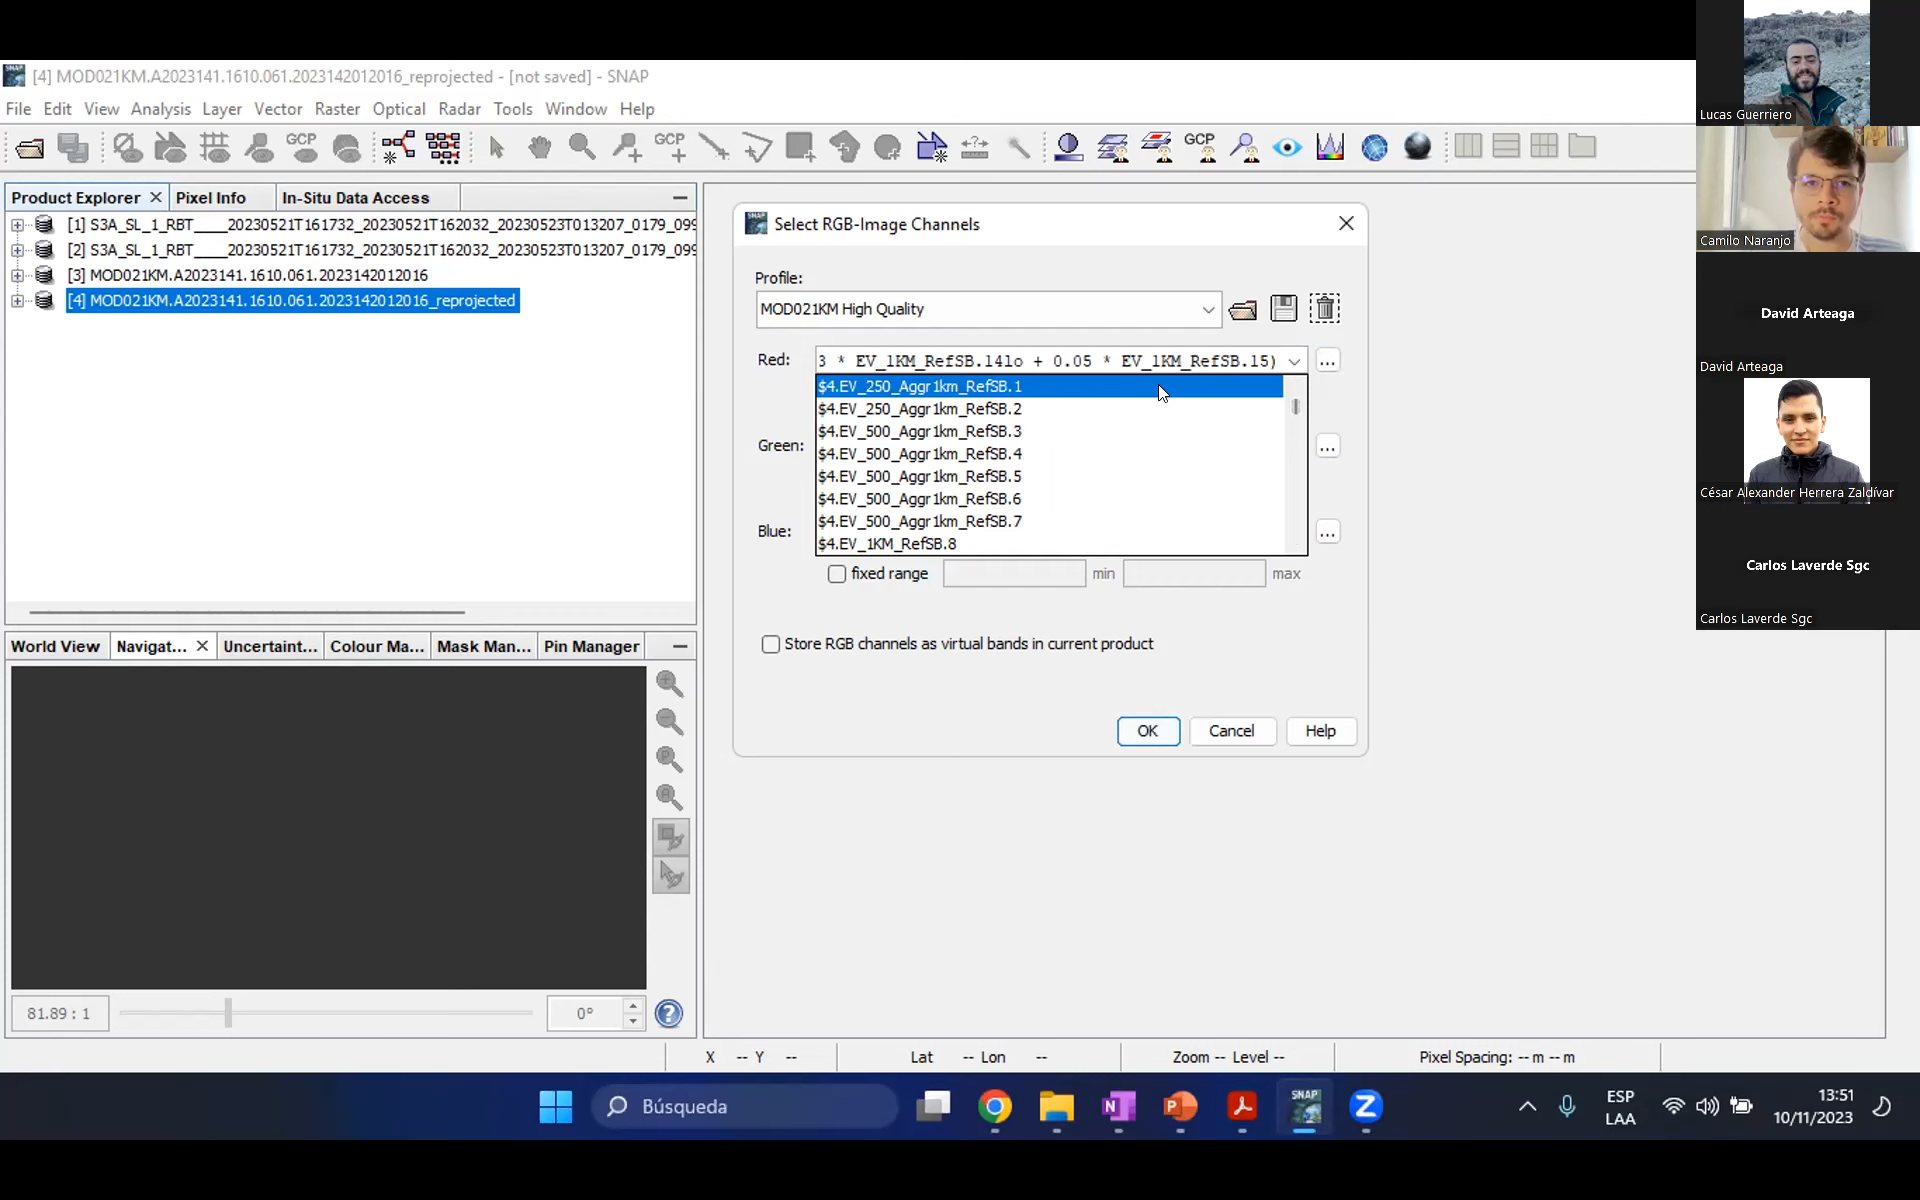 [4] MOD021KM.A2023141.1610.061.2023142012016_reprojected - [not saved] - SNAP
File Edit View Analysis Layer Vector Raster Optical Radar Tools Window Help
GCP GCP GCP
Product Explorer Pixel Info In-Situ Data Access
[1] S3A_SL_1_RBT____20230521T161732_20230521T162032_20230523T013207_0179_099
[2] S3A_SL_1_RBT____20230521T161732_20230521T162032_20230523T013207_0179_099
[3] MOD021KM.A2023141.1610.061.2023142012016
[4] MOD021KM.A2023141.1610.061.2023142012016_reprojected
World View Navigat... Uncertaint... Colour Ma... Mask Man... Pin Manager
81.89 : 1
0°
Select RGB-Image Channels
Profile:
MOD021KM High Quality
Red: 3 * EV_1KM_RefSB.14lo + 0.05 * EV_1KM_RefSB.15) ...
$4.EV_250_Aggr1km_RefSB.1
$4.EV_250_Aggr1km_RefSB.2
$4.EV_500_Aggr1km_RefSB.3
Green: ...
$4.EV_500_Aggr1km_RefSB.4
$4.EV_500_Aggr1km_RefSB.5
$4.EV_500_Aggr1km_RefSB.6
$4.EV_500_Aggr1km_RefSB.7
Blue: ...
$4.EV_1KM_RefSB.8
fixed range min max
Store RGB channels as virtual bands in current product
OK Cancel Help
X -- Y -- Lat -- Lon -- Zoom -- Level -- Pixel Spacing: -- m -- m
Búsqueda
SNAP
ESP
LAA
13:51
10/11/2023
Lucas Guerriero
Camilo Naranjo
David Arteaga
David Arteaga
César Alexander Herrera Zaldívar
Carlos Laverde Sgc
Carlos Laverde Sgc